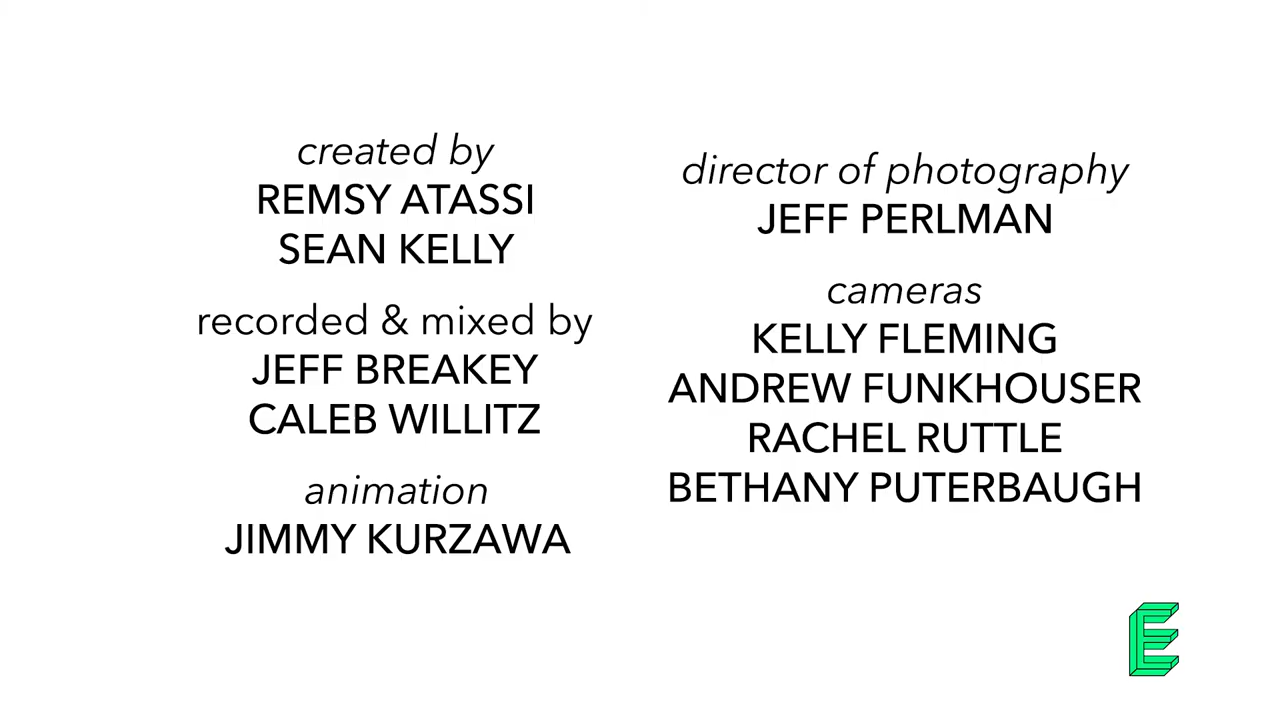 created by
REMSY ATASSI
SEAN KELLY
recorded & mixed by
JEFF BREAKEY
CALEB WILLITZ
animation
JIMMY KURZAWA
director of photography
JEFF PERLMAN
cameras
KELLY FLEMING
ANDREW FUNKHOUSER
RACHEL RUTTLE
BETHANY PUTERBAUGH
E